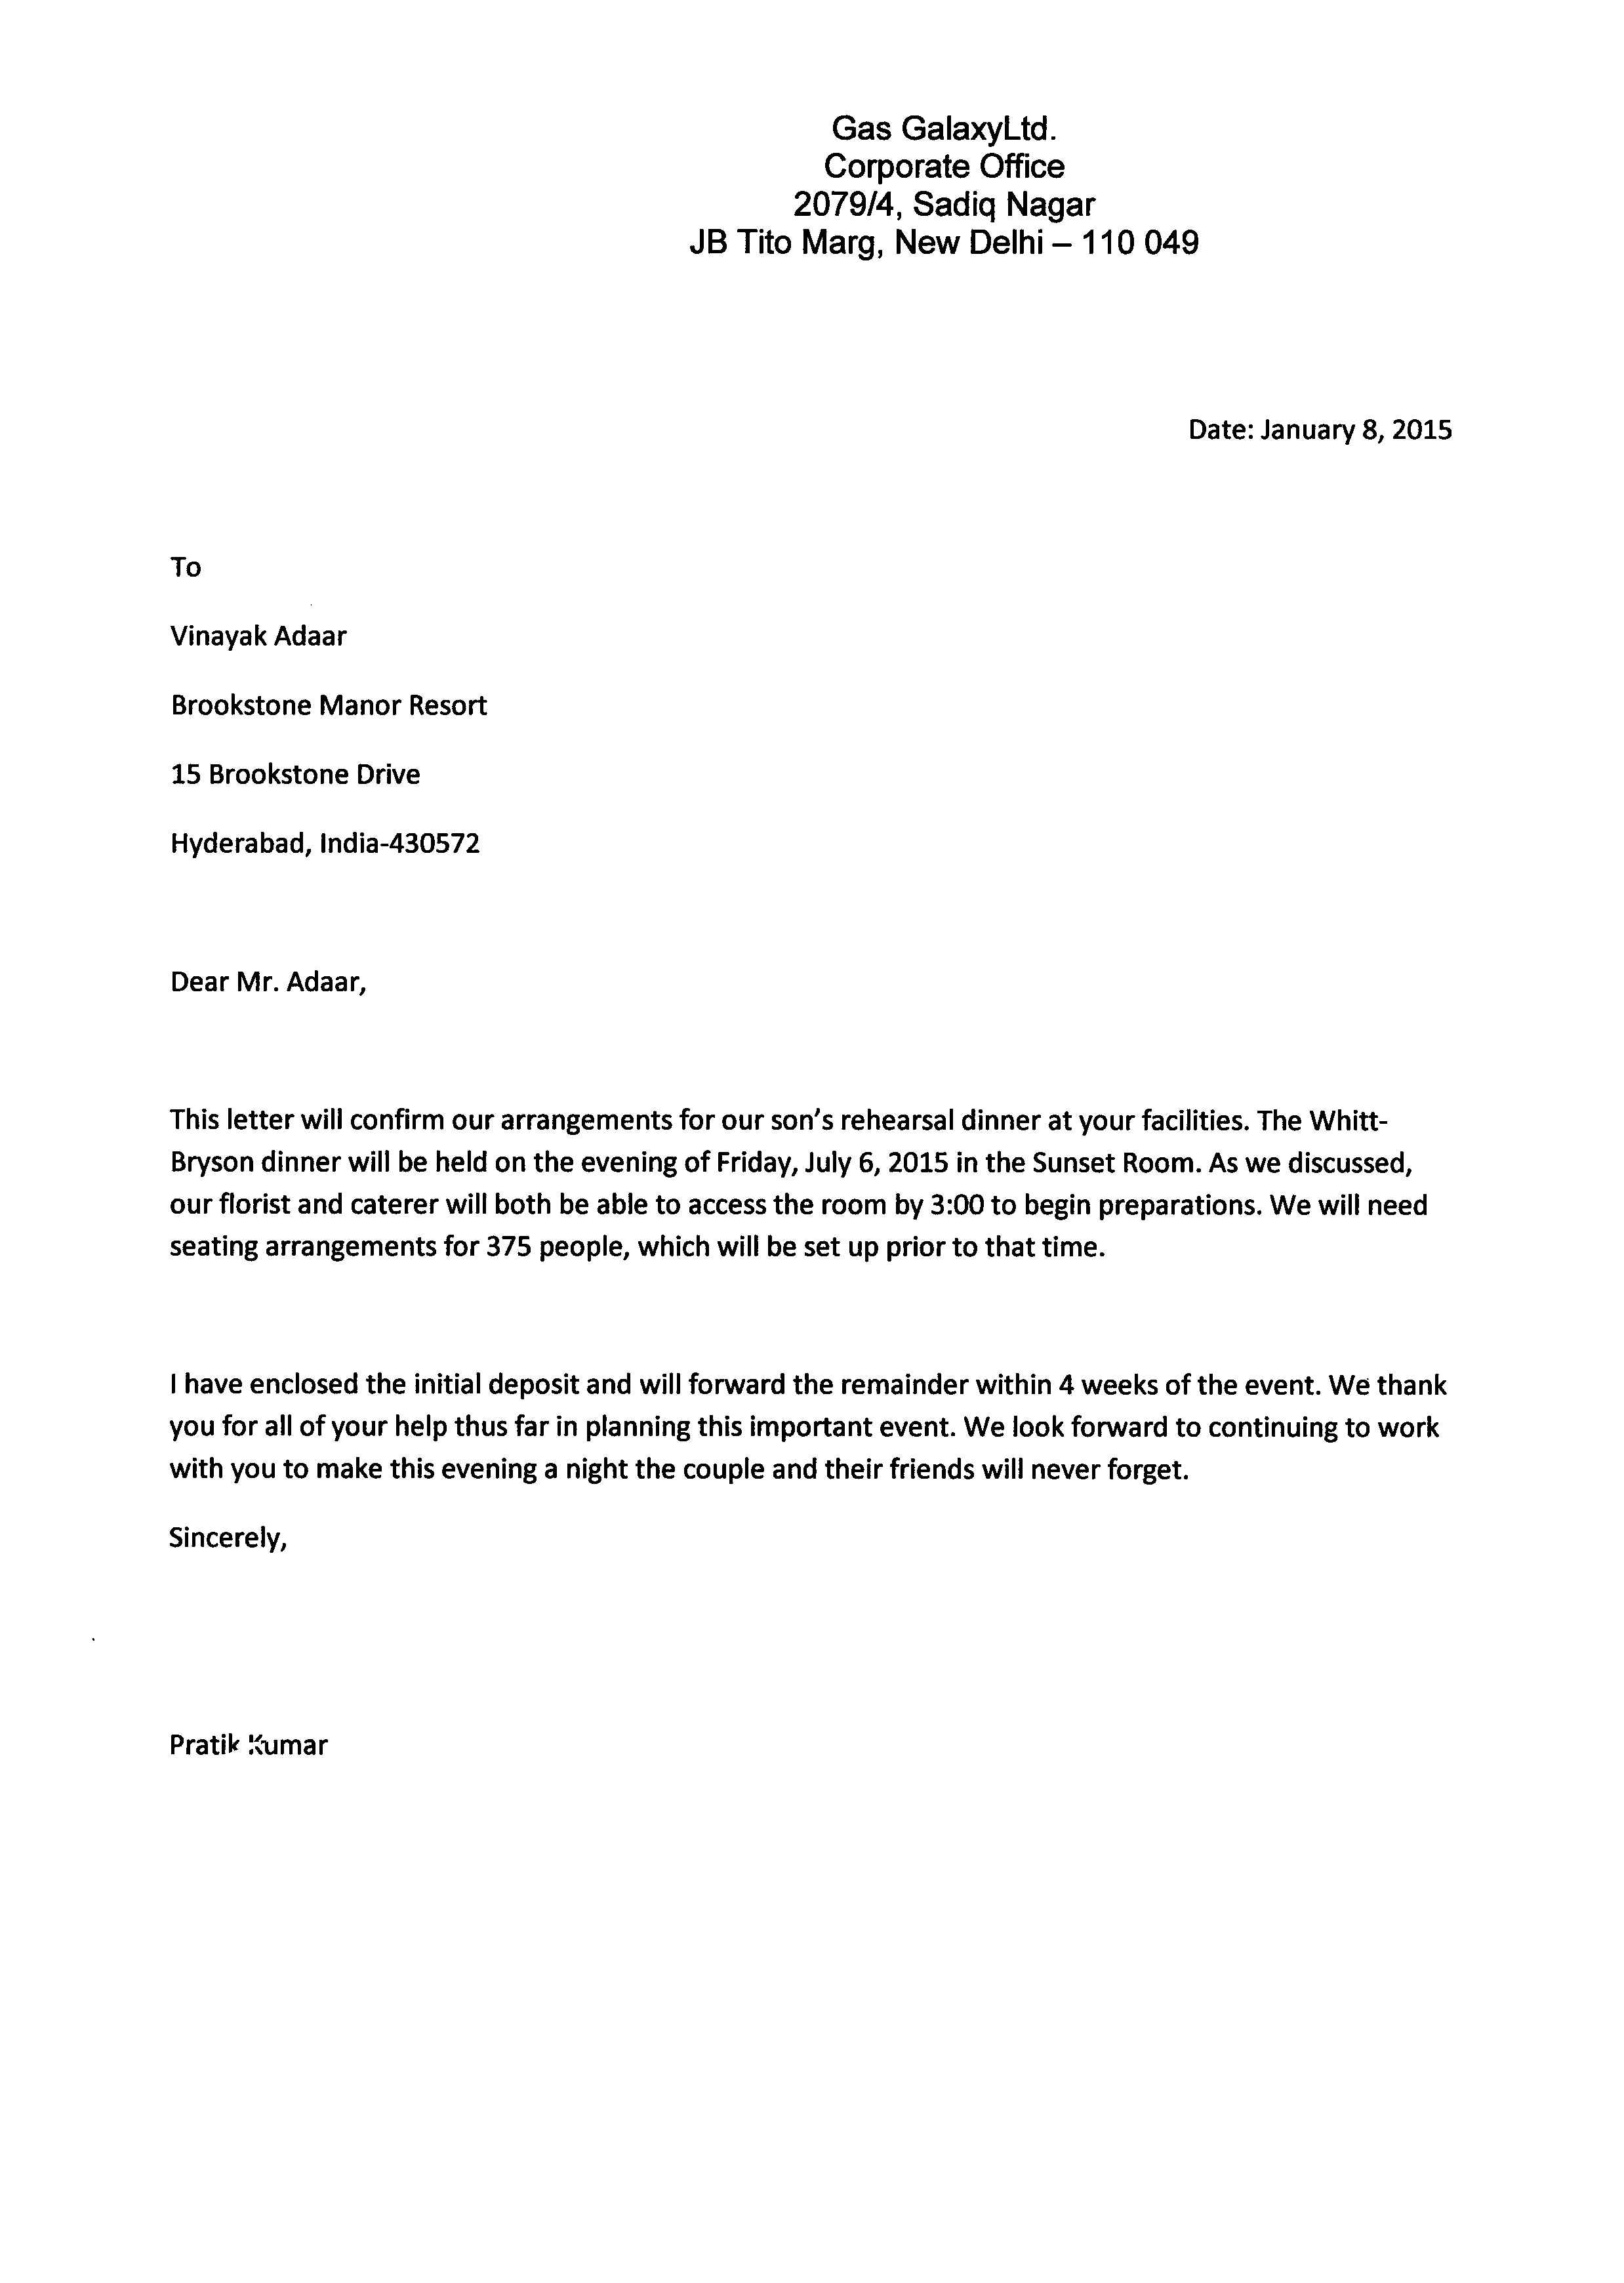 Gas GalaxyLtd.
Corporate Office
2079/4, Sadiq Nagar
JB Tito Marg, New Delhi – 110 049
Date: January 8, 2015
To
Vinayak Adaar
Brookstone Manor Resort
15 Brookstone Drive
Hyderabad, India-430572
Dear Mr. Adaar,
This letter will confirm our arrangements for our son's rehearsal dinner at your facilities. The Whitt-
Bryson dinner will be held on the evening of Friday, July 6, 2015 in the Sunset Room. As we discussed,
our florist and caterer will both be able to access the room by 3:00 to begin preparations. We will need
seating arrangements for 375 people, which will be set up prior to that time.
I have enclosed the initial deposit and will forward the remainder within 4 weeks of the event. We thank
you for all of your help thus far in planning this important event. We look forward to continuing to work
with you to make this evening a night the couple and their friends will never forget.
Sincerely,
Pratik Kumar